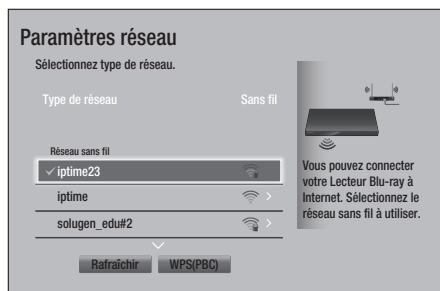 Paramètres réseau
Sélectionnez type de réseau.
Type de réseau Sans fil
Réseau sans fil
iptime23
iptime
solugen_edu#2
Rafraîchir WPS(PBC)
Vous pouvez connecter
votre Lecteur Blu-ray à
Internet. Sélectionnez le
réseau sans fil à utiliser.